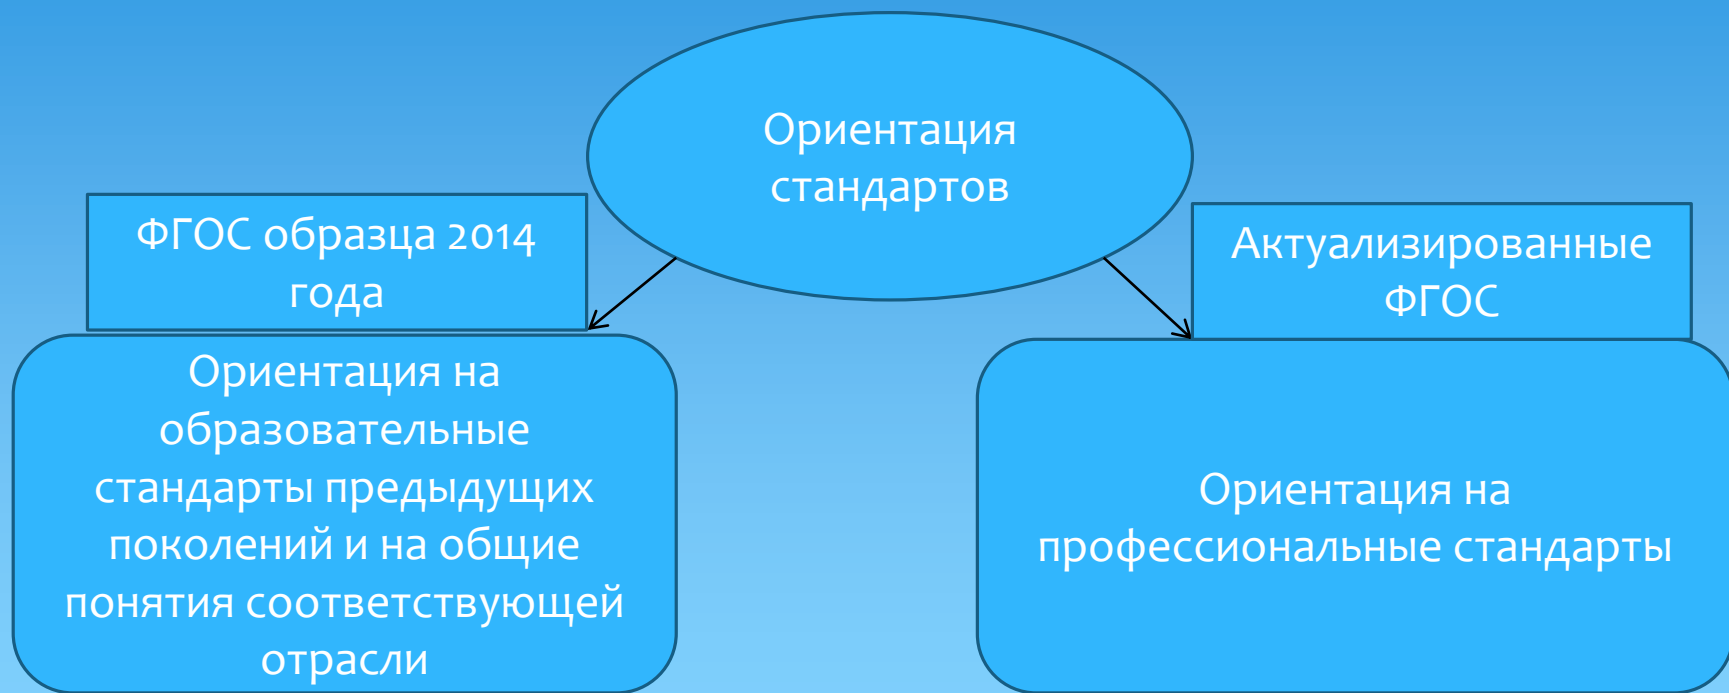 Ориентация
стандартов
ФГОС образца 2014
года
Ориентация на
образовательные
стандарты предыдущих
поколений и на общие
понятия соответствующей
отрасли
Актуализированные
ФГОС
Ориентация на
профессиональные стандарты